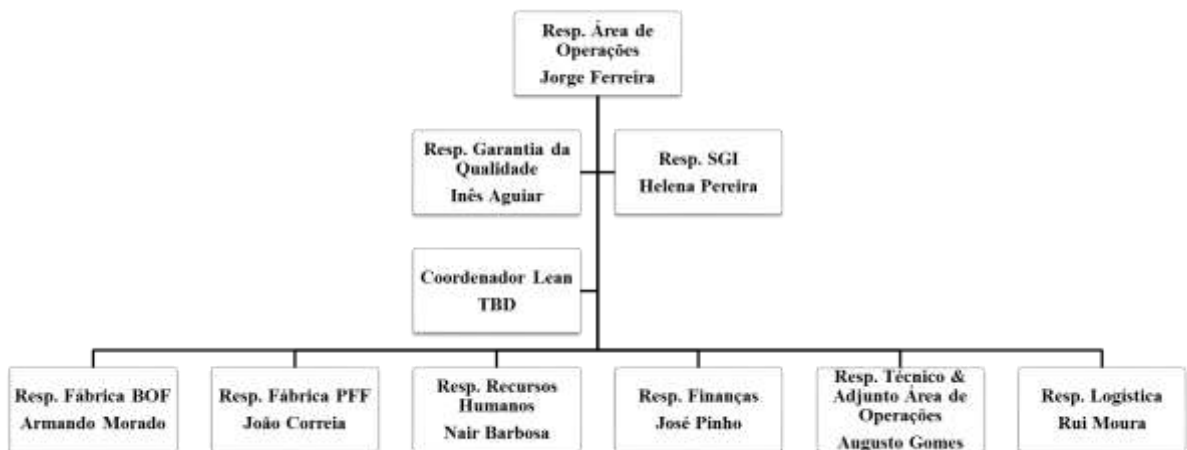 Resp. Área de
Operações
Jorge Ferreira
Resp. Garantia da
Qualidade
Inês Aguiar
Resp. SGI
Helena Pereira
Coordenador Lean
TBD
Resp. Fábrica BOF
Armando Morado
Resp. Fábrica PFF
João Correia
Resp. Recursos
Humanos
Nair Barbosa
Resp. Finanças
José Pinho
Resp. Técnico &
Adjunto Área de
Operações
Augusto Gomes
Resp. Logística
Rui Moura